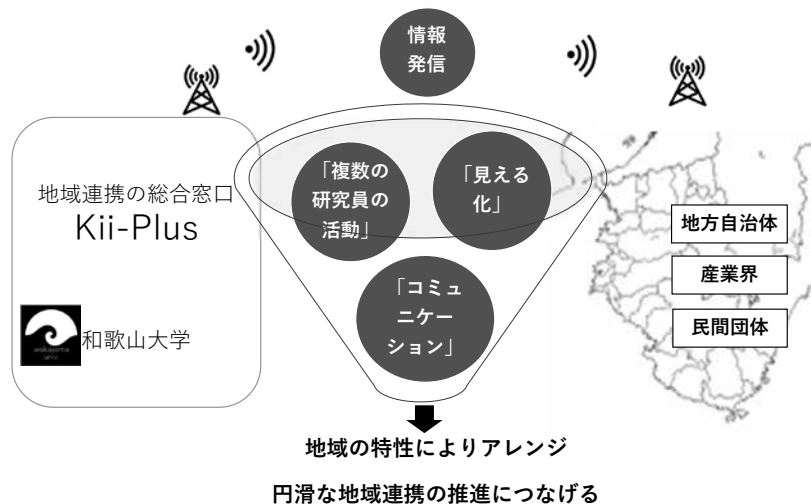 情報
発信
地域連携の総合窓口
Kii-Plus
「複数の
研究員の
活動」
「見える
化」
地方自治体
産業界
民間団体
「コミュ
ニケー
ション」
wakayama
univ.
和歌山大学
地域の特性によりアレンジ
円滑な地域連携の推進につなげる